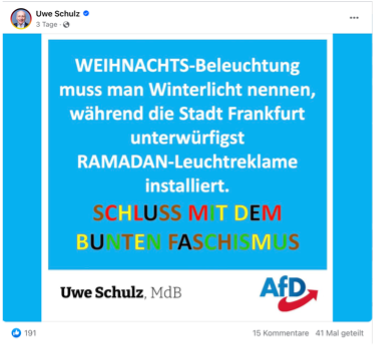 Uwe Schulz
3 Tage ·
WEIHNACHTS-Beleuchtung
muss man Winterlicht nennen,
während die Stadt Frankfurt
unterwürfigst
RAMADAN-Leuchtreklame
installiert.
SCHLUSS MIT DEM
BUNTEN FASCHISMUS
Uwe Schulz, MdB
AfD
191
15 Kommentare 41 Mal geteilt